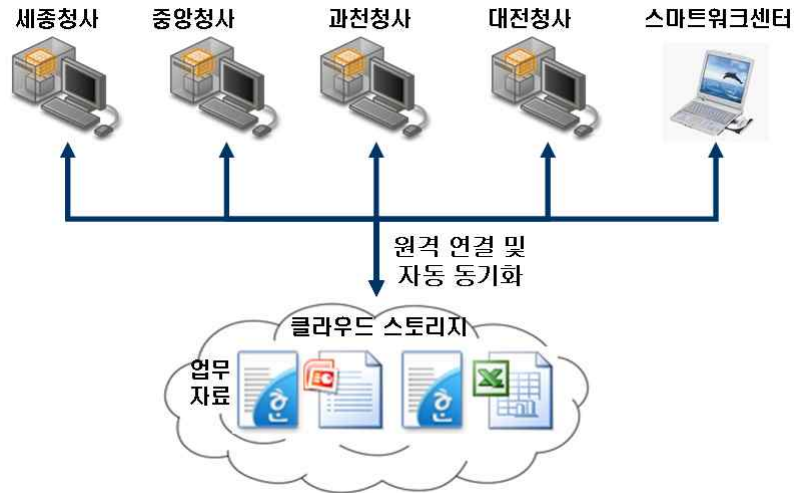 세종청사
중앙청사
과천청사
대전청사
스마트워크센터
원격 연결 및
자동 동기화
클라우드 스토리지
업무
자료
한
한